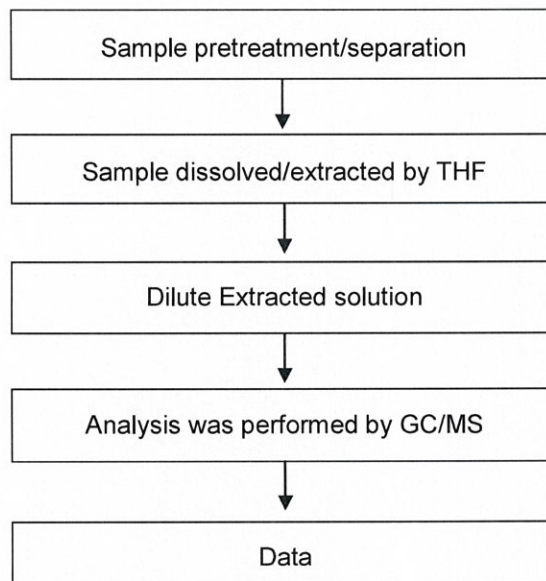 Sample pretreatment/separation
Sample dissolved/extracted by THF
Dilute Extracted solution
Analysis was performed by GC/MS
Data